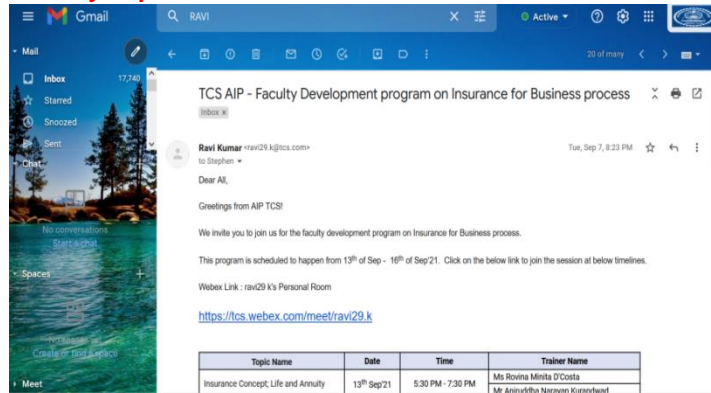 Gmail
RAVI
Active
Mail
20 of many
Inbox 17,740
Starred
Snoozed
Sent
Chat
No conversations
Start a chat
Spaces
Create or find a space
Meet
TCS AIP - Faculty Development program on Insurance for Business process
Inbox x
Ravi Kumar <ravi29.k@tcs.com>
Tue, Sep 7, 8:23 PM
to Stephen
Dear All,
Greetings from AIP TCS!
We invite you to join us for the faculty development program on Insurance for Business process.
This program is scheduled to happen from 13th of Sep - 16th of Sep'21. Click on the below link to join the session at below timelines.
Webex Link : ravi29 k's Personal Room
https://tcs.webex.com/meet/ravi29.k
Topic Name Date Time Trainer Name
Insurance Concept, Life and Annuity 13th Sep'21 5:30 PM - 7:30 PM Ms Rovina Minita D'Costa
Mr Aniruddha Narayan Kurandwad